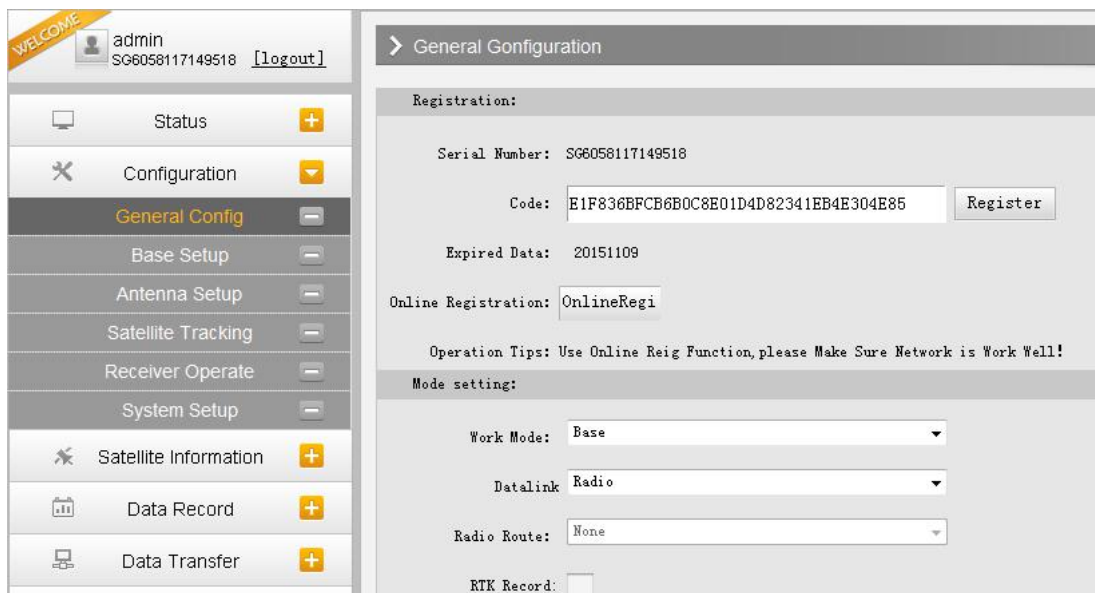 WELCOME
admin
SG6058117149518 [logout]
Status
Configuration
General Config
Base Setup
Antenna Setup
Satellite Tracking
Receiver Operate
System Setup
Satellite Information
Data Record
Data Transfer
General Gonfiguration
Registration:
Serial Number: SG6058117149518
Code: E1F836BFCB6B0C8E01D4D82341EB4E304E85 Register
Expired Data: 20151109
Online Registration: OnlineRegi
Operation Tips: Use Online Reig Function,please Make Sure Network is Work Well!
Mode setting:
Work Mode: Base
Datalink Radio
Radio Route: None
RTK Record: